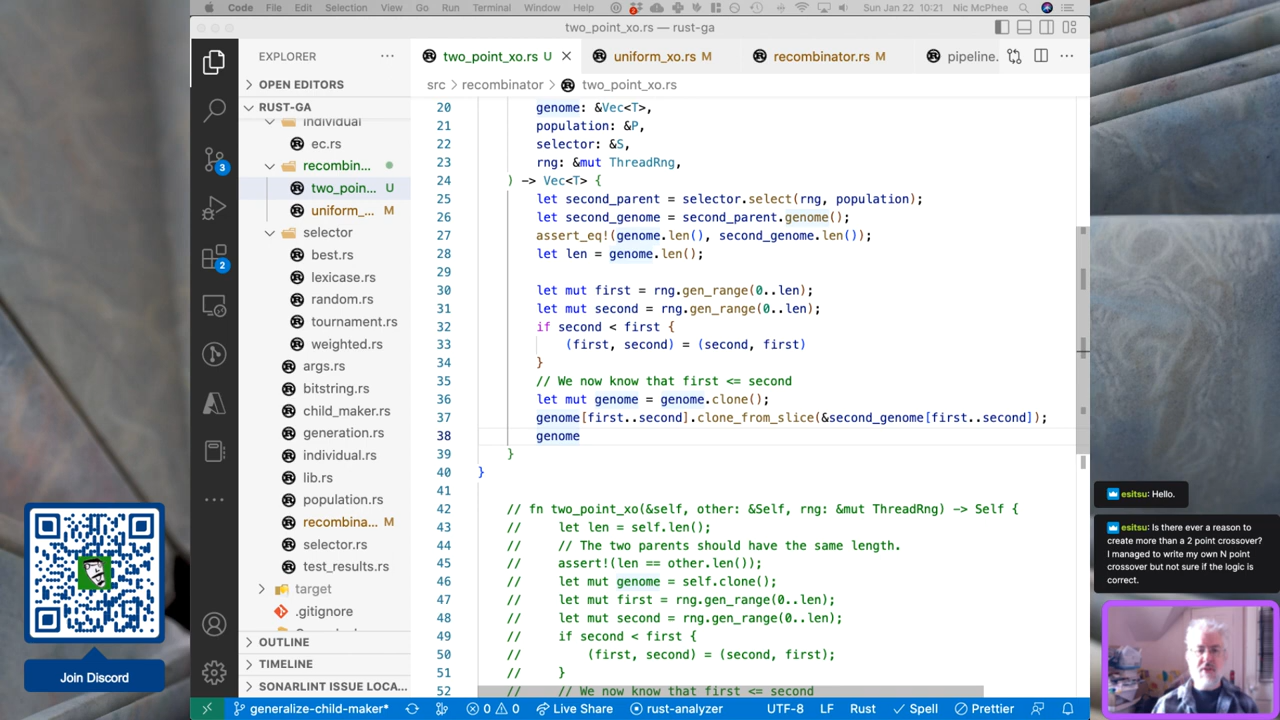 Code File Edit Selection View Go Run Terminal Window Help Sun Jan 22 10:21 Nic McPhee
two_point_xo.rs — rust-ga
EXPLORER
two_point_xo.rs U
uniform_xo.rs M
recombinator.rs M
pipeline.
OPEN EDITORS
src › recombinator › two_point_xo.rs
RUST-GA
individual
ec.rs
recombin...
two_poin... U
uniform_... M
selector
best.rs
lexicase.rs
random.rs
tournament.rs
weighted.rs
args.rs
bitstring.rs
child_maker.rs
generation.rs
individual.rs
lib.rs
population.rs
recombina... M
selector.rs
test_results.rs
target
.gitignore
OUTLINE
TIMELINE
SONARLINT ISSUE LOCA...
3
2
20 genome: &Vec<T>,
21 population: &P,
22 selector: &S,
23 rng: &mut ThreadRng,
24 ) -> Vec<T> {
25 let second_parent = selector.select(rng, population);
26 let second_genome = second_parent.genome();
27 assert_eq!(genome.len(), second_genome.len());
28 let len = genome.len();
29
30 let mut first = rng.gen_range(0..len);
31 let mut second = rng.gen_range(0..len);
32 if second < first {
33 (first, second) = (second, first)
34 }
35 // We now know that first <= second
36 let mut genome = genome.clone();
37 genome[first..second].clone_from_slice(&second_genome[first..second]);
38 genome
39 }
40 }
41
42 // fn two_point_xo(&self, other: &Self, rng: &mut ThreadRng) -> Self {
43 // let len = self.len();
44 // // The two parents should have the same length.
45 // assert!(len == other.len());
46 // let mut genome = self.clone();
47 // let mut first = rng.gen_range(0..len);
48 // let mut second = rng.gen_range(0..len);
49 // if second < first {
50 // (first, second) = (second, first);
51 // }
52 // // We now know that first <= second
generalize-child-maker* 0 0 Live Share rust-analyzer UTF-8 LF Rust Spell Prettier
Join Discord
esitsu: Hello.
esitsu: Is there ever a reason to
create more than a 2 point crossover?
I managed to write my own N point
crossover but not sure if the logic is
correct.